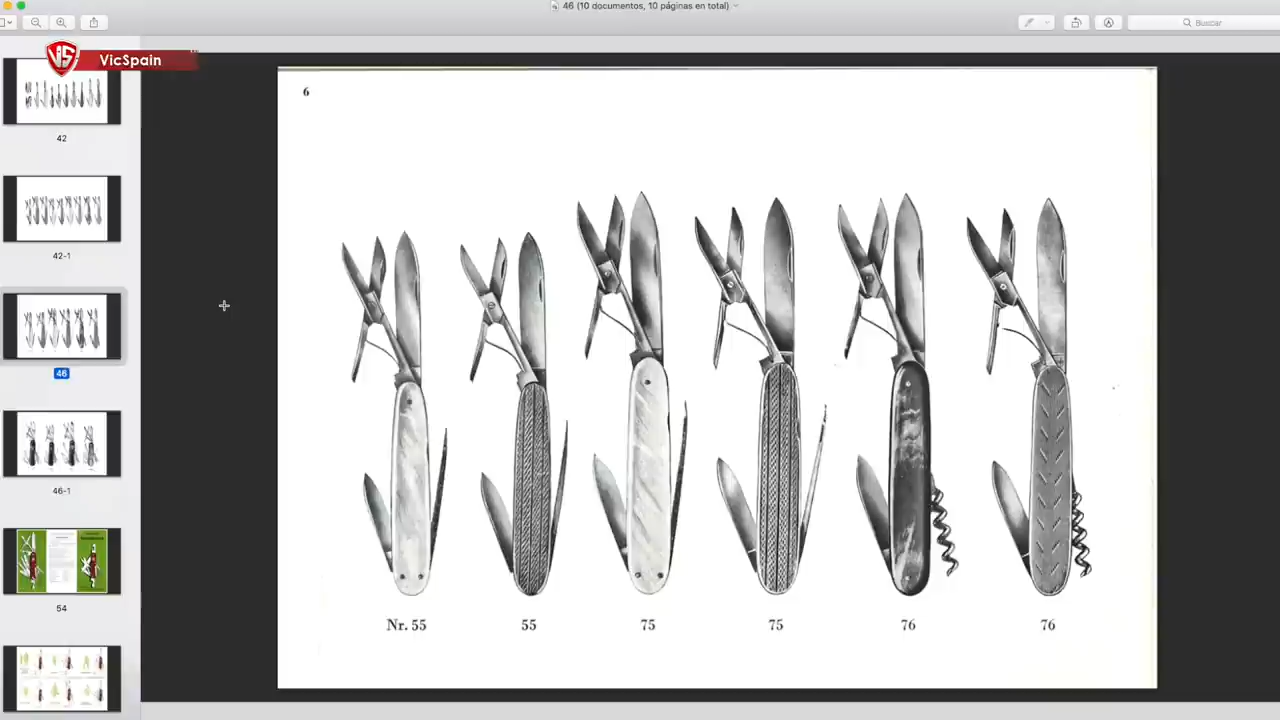 46 (10 documentos, 10 páginas en total)
Buscar
VS
VicSpain
42
42-1
46
46-1
54
6
Nr. 55
55
75
75
76
76